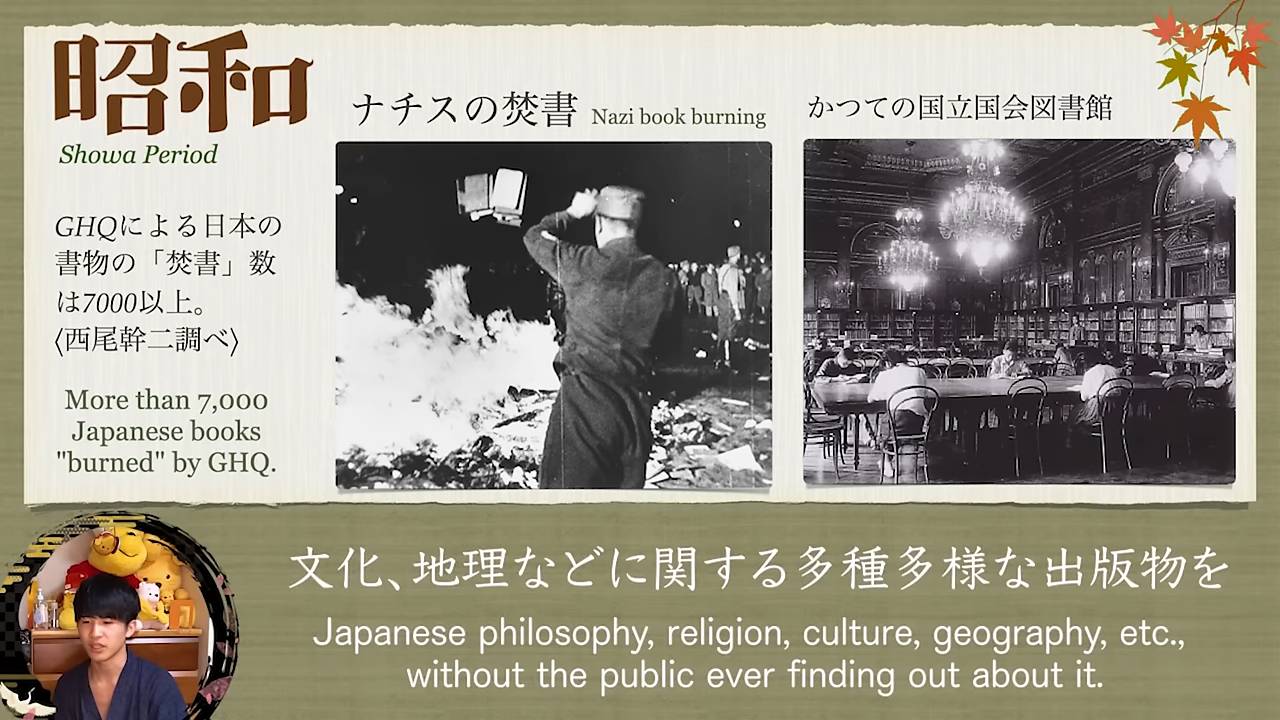 昭和
Showa Period
GHQによる日本の
書物の「焚書」数
は7000以上。
〈西尾幹二調べ〉
More than 7,000
Japanese books
"burned" by GHQ.
ナチスの焚書 Nazi book burning
かつての国立国会図書館
文化、地理などに関する多種多様な出版物を
Japanese philosophy, religion, culture, geography, etc.,
without the public ever finding out about it.